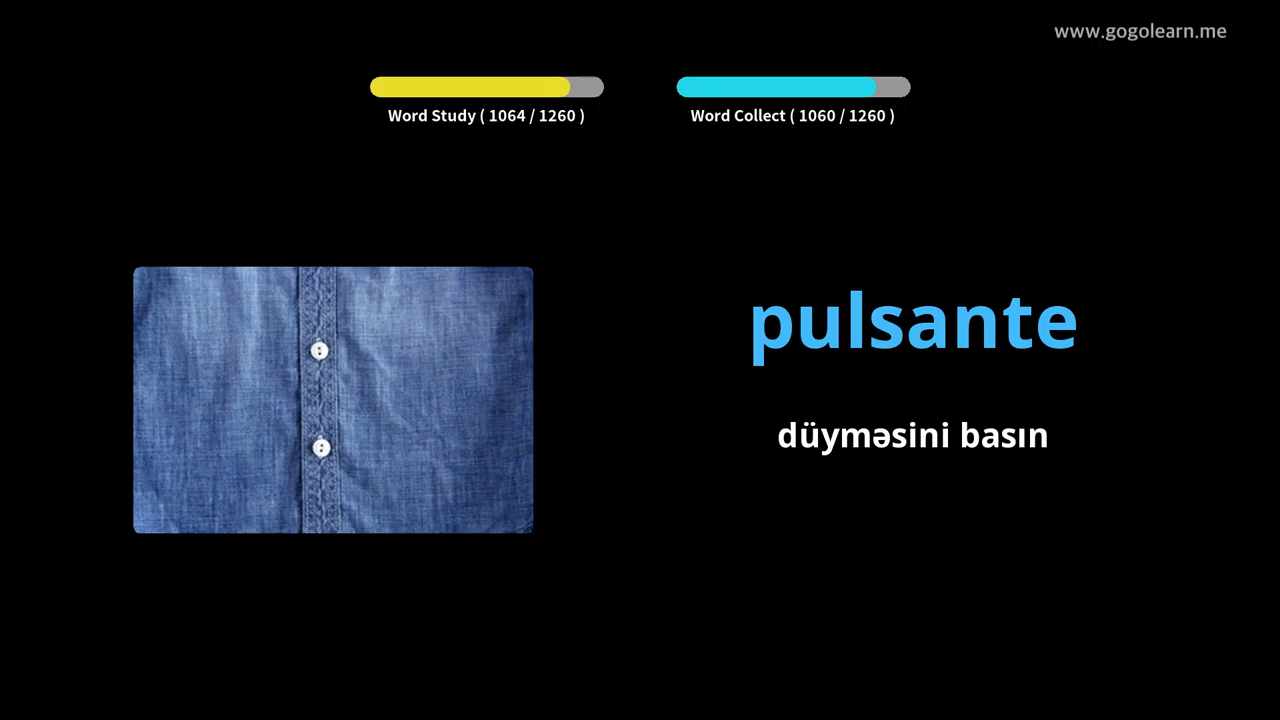 www.gogolearn.me
Word Study ( 1064 / 1260 )
Word Collect ( 1060 / 1260 )
pulsante
düyməsini basın